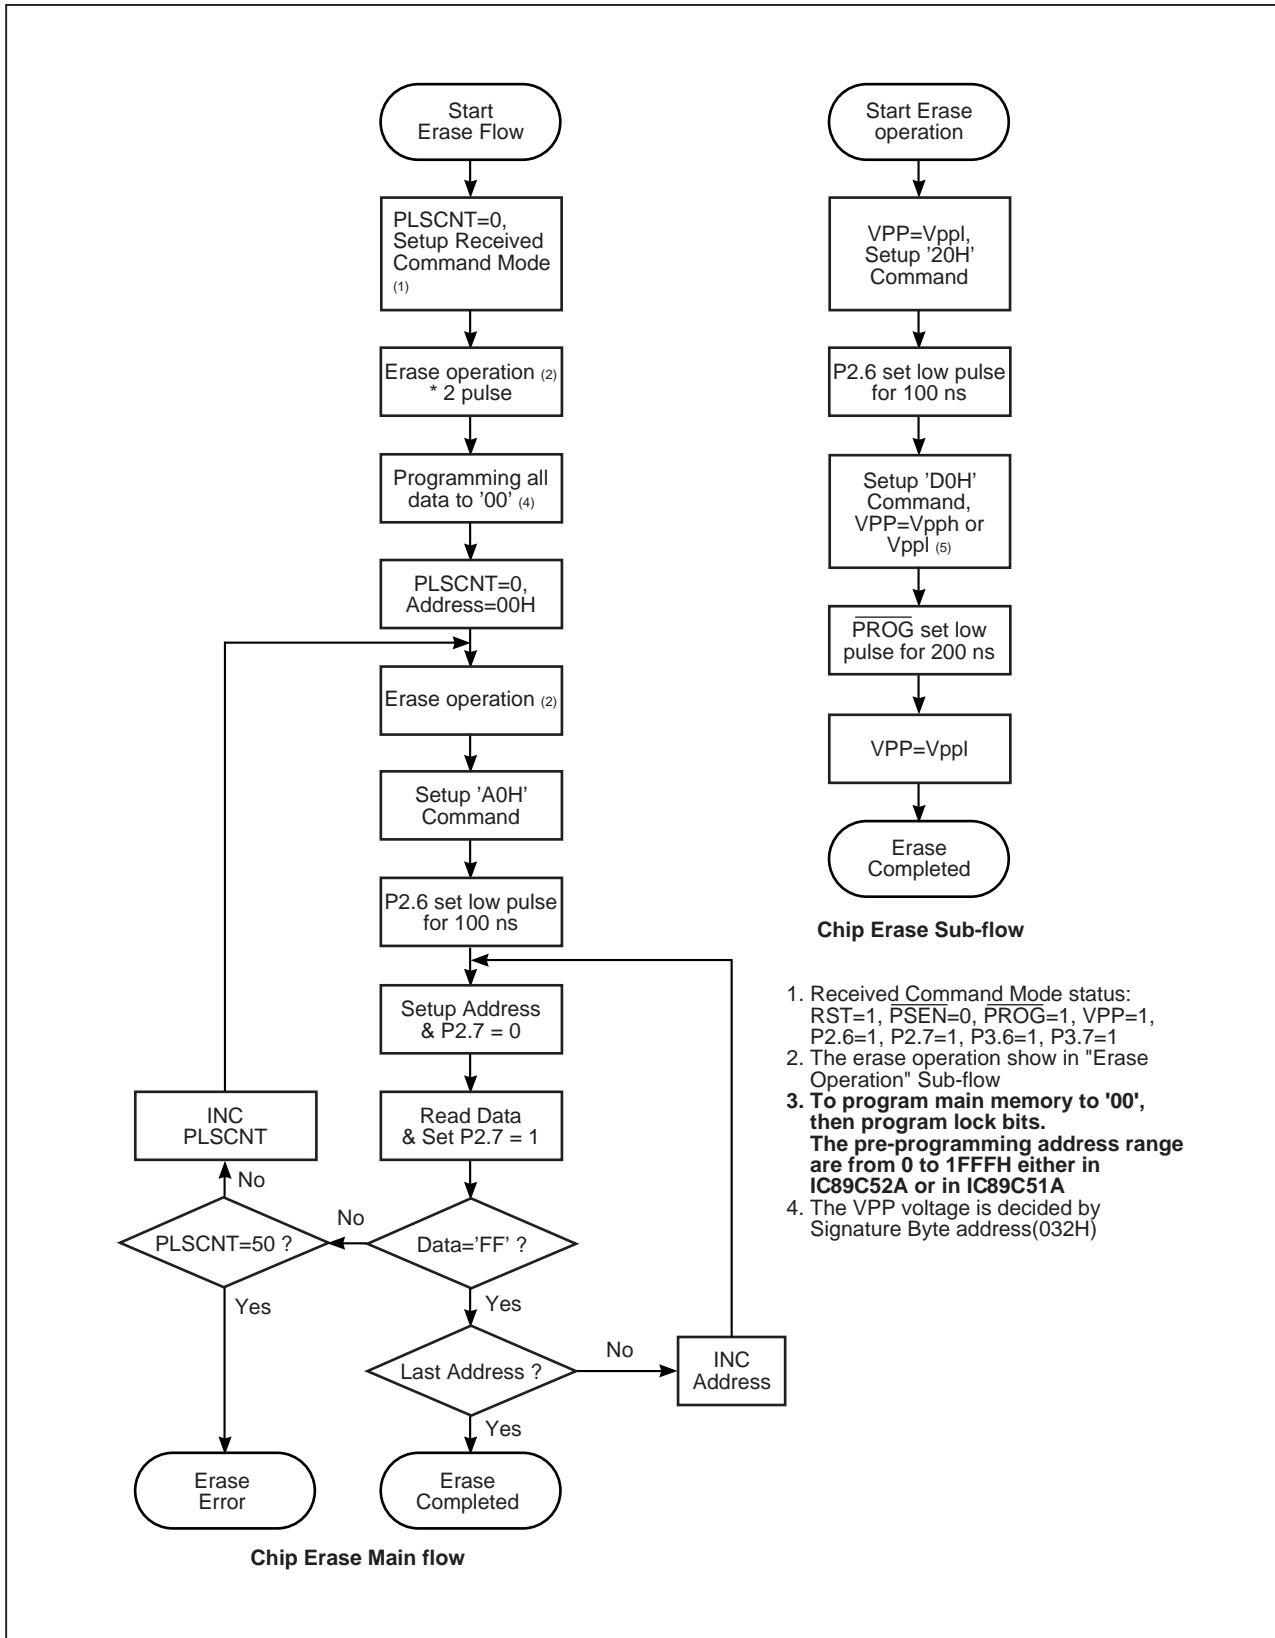 Start
Erase Flow
PLSCNT=0,
Setup Received
Command Mode
(1)
Erase operation (2)
* 2 pulse
Programming all
data to '00' (4)
PLSCNT=0,
Address=00H
Erase operation (2)
Setup 'A0H'
Command
P2.6 set low pulse
for 100 ns
Setup Address
& P2.7 = 0
Read Data
& Set P2.7 = 1
Data='FF' ?
No
PLSCNT=50 ?
No
INC
PLSCNT
Yes
Erase
Error
Yes
Last Address ?
No
INC
Address
Yes
Erase
Completed
Chip Erase Main flow
Start Erase
operation
VPP=Vppl,
Setup '20H'
Command
P2.6 set low pulse
for 100 ns
Setup 'D0H'
Command,
VPP=Vpph or
Vppl (5)
PROG set low
pulse for 200 ns
VPP=Vppl
Erase
Completed
Chip Erase Sub-flow
1. Received Command Mode status:
RST=1, PSEN=0, PROG=1, VPP=1,
P2.6=1, P2.7=1, P3.6=1, P3.7=1
2. The erase operation show in "Erase
Operation" Sub-flow
3. To program main memory to '00',
then program lock bits.
The pre-programming address range
are from 0 to 1FFFH either in
IC89C52A or in IC89C51A
4. The VPP voltage is decided by
Signature Byte address(032H)